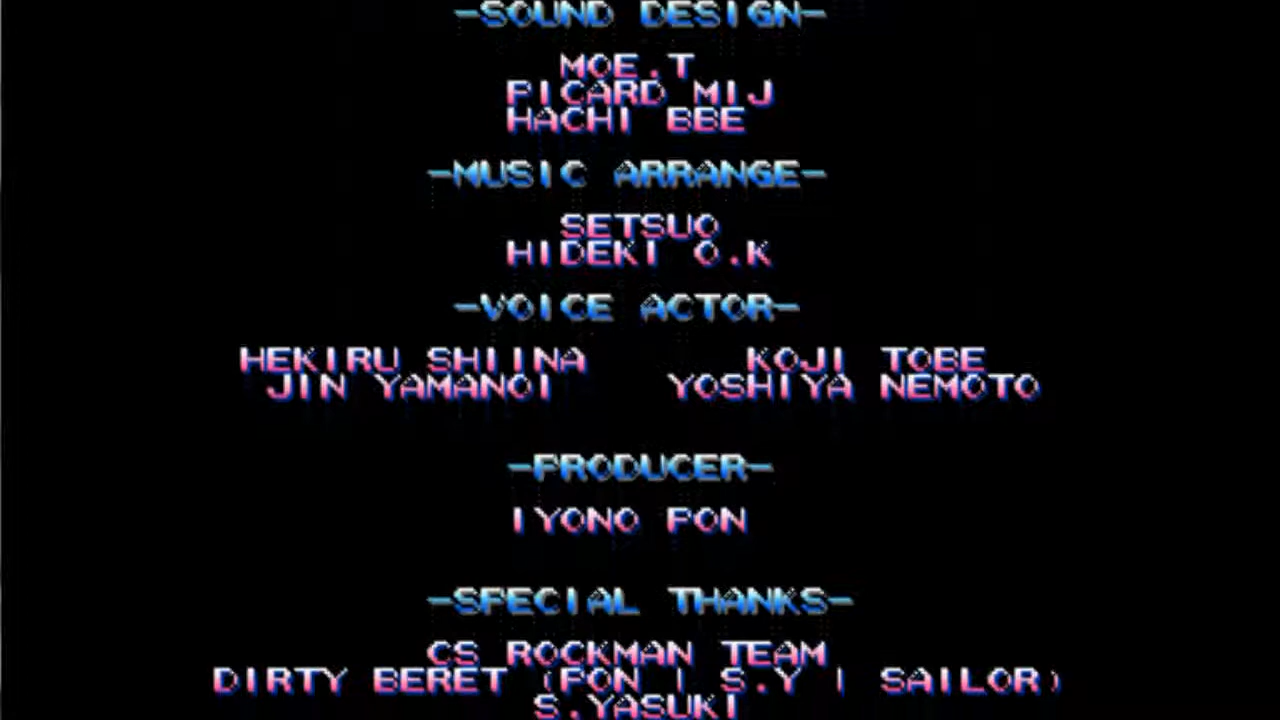 -SOUND DESIGN-
MOE.T
PICARD MIJ
HACHI BBE
-MUSIC ARRANGE-
SETSUO
HIDEKI O.K
-VOICE ACTOR-
HEKIRU SHIINA KOJI TOBE
JIN YAMANOI YOSHIYA NEMOTO
-PRODUCER-
IYONO PON
-SPECIAL THANKS-
CS ROCKMAN TEAM
DIRTY BERET (PON | S.Y | SAILOR)
S.YASUKI